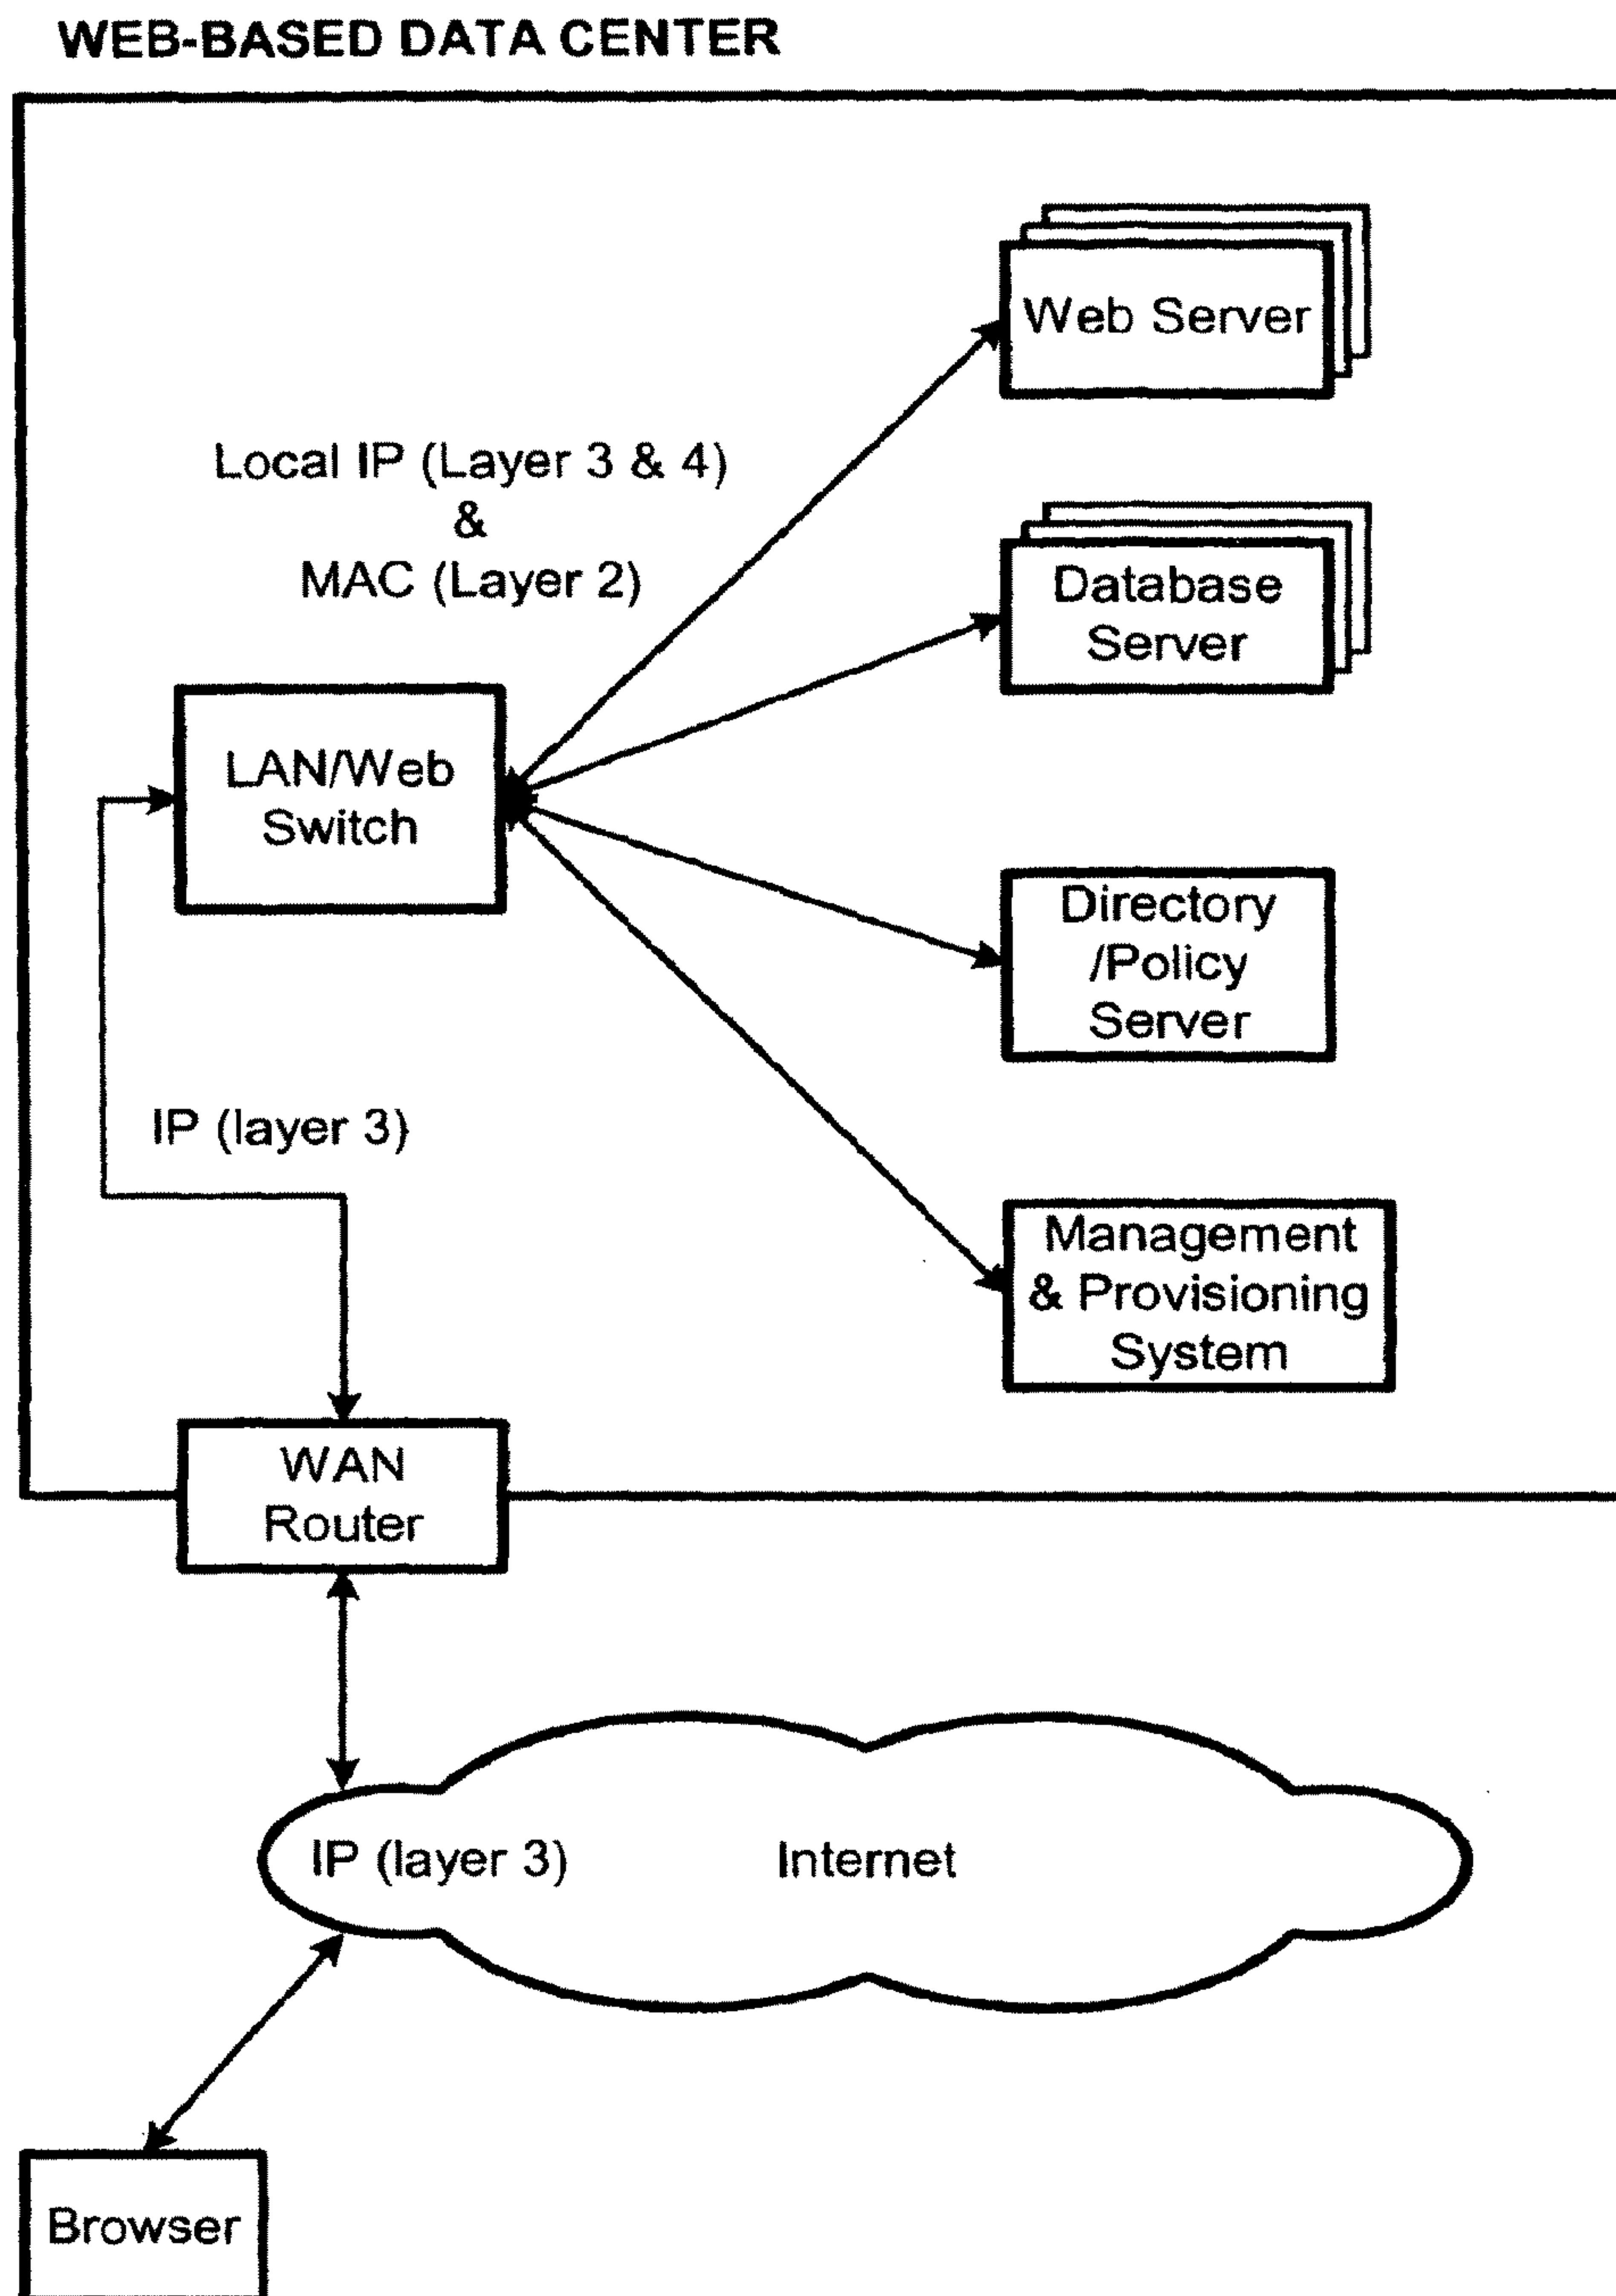 WEB-BASED DATA CENTER
Web Server
Local IP (Layer 3 & 4)
&
MAC (Layer 2)
Database
Server
LAN/Web
Switch
Directory
/Policy
Server
IP (layer 3)
Management
& Provisioning
System
WAN
Router
IP (layer 3)
Internet
Browser